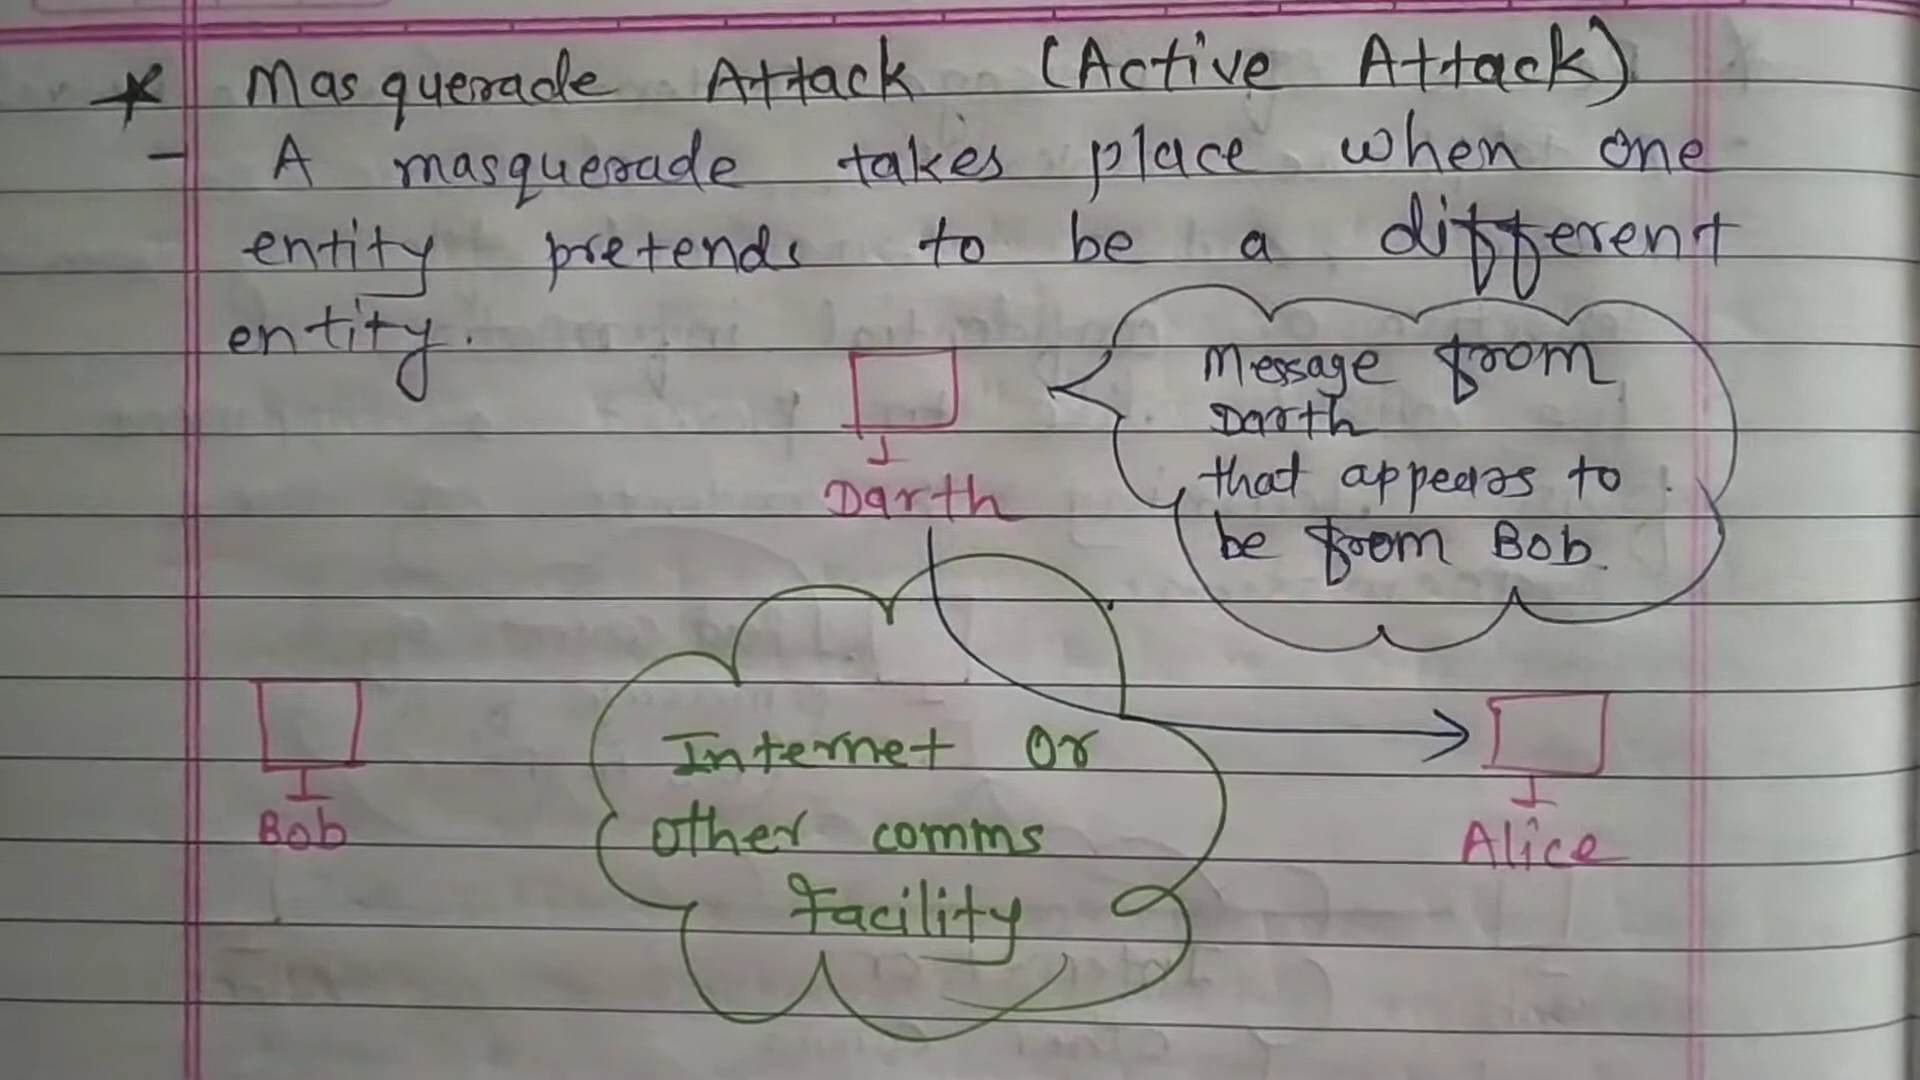 * Masquerade Attack (Active Attack)
- A masquerade takes place when one
entity pretends to be a different
entity.
Message from
Darth
that appears to
be from Bob.
Darth
Internet or
other comms
facility
Bob
Alice